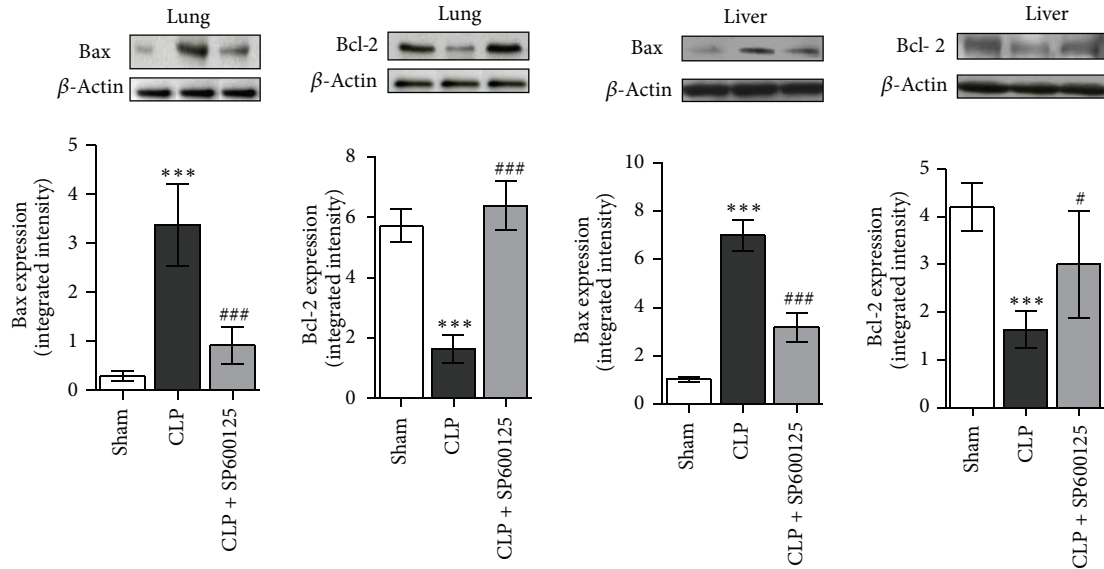 Lung
Bax
β-Actin
5
4
3
2
1
0
Bax expression
(integrated intensity)
***
###
Sham
CLP
CLP + SP600125
Lung
Bcl-2
β-Actin
8
6
4
2
0
Bcl-2 expression
(integrated intensity)
***
###
Sham
CLP
CLP + SP600125
Liver
Bax
β-Actin
10
8
6
4
2
0
Bax expression
(integrated intensity)
***
###
Sham
CLP
CLP + SP600125
Liver
Bcl- 2
β-Actin
5
4
3
2
1
0
Bcl-2 expression
(integrated intensity)
***
#
Sham
CLP
CLP + SP600125